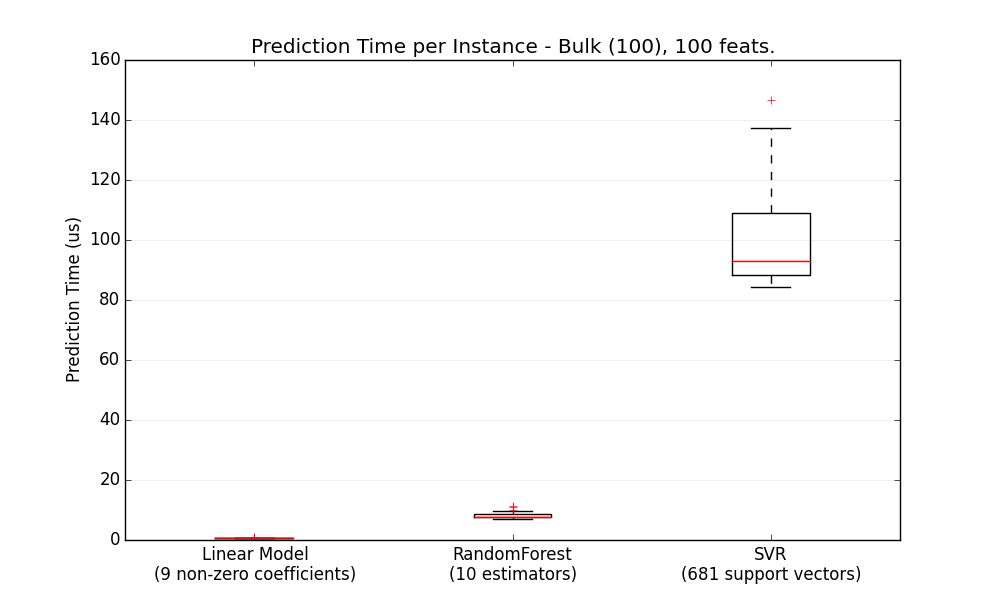 Prediction Time per Instance - Bulk (100), 100 feats.
160
140
120
100
80
60
40
20
0
Prediction Time (us)
Linear Model
(9 non-zero coefficients)
RandomForest
(10 estimators)
SVR
(681 support vectors)